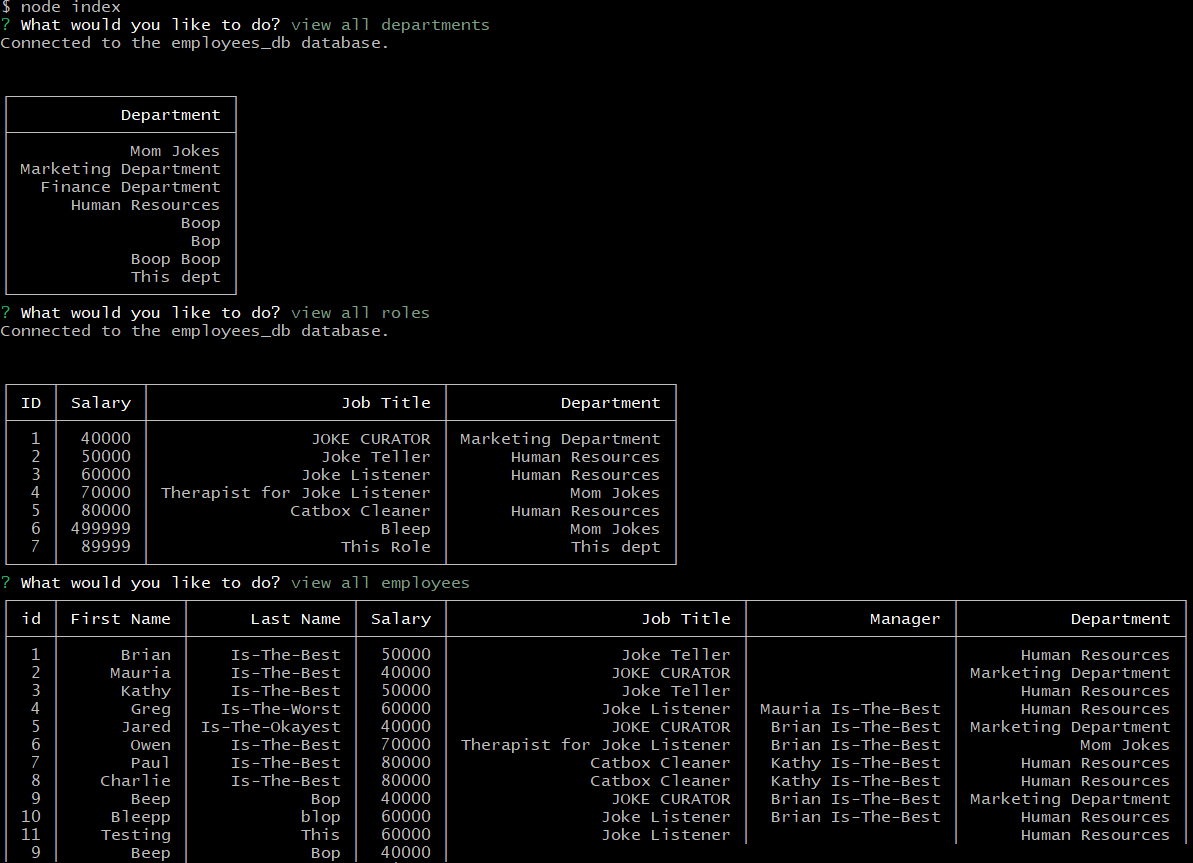 $ node index
? What would you like to do? view all departments
Connected to the employees_db database.
Department
Mom Jokes
Marketing Department
Finance Department
Human Resources
Boop
Bop
Boop Boop
This dept
? What would you like to do? view all roles
Connected to the employees_db database.
ID Salary Job Title Department
1 40000 JOKE CURATOR Marketing Department
2 50000 Joke Teller Human Resources
3 60000 Joke Listener Human Resources
4 70000 Therapist for Joke Listener Mom Jokes
5 80000 Catbox Cleaner Human Resources
6 499999 Bleep Mom Jokes
7 89999 This Role This dept
? What would you like to do? view all employees
id First Name Last Name Salary Job Title Manager Department
1 Brian Is-The-Best 50000 Joke Teller Human Resources
2 Mauria Is-The-Best 40000 JOKE CURATOR Marketing Department
3 Kathy Is-The-Best 50000 Joke Teller Human Resources
4 Greg Is-The-Worst 60000 Joke Listener Mauria Is-The-Best Human Resources
5 Jared Is-The-Okayest 40000 JOKE CURATOR Brian Is-The-Best Marketing Department
6 Owen Is-The-Best 70000 Therapist for Joke Listener Brian Is-The-Best Mom Jokes
7 Paul Is-The-Best 80000 Catbox Cleaner Kathy Is-The-Best Human Resources
8 Charlie Is-The-Best 80000 Catbox Cleaner Kathy Is-The-Best Human Resources
9 Beep Bop 40000 JOKE CURATOR Brian Is-The-Best Marketing Department
10 Bleepp blop 60000 Joke Listener Brian Is-The-Best Human Resources
11 Testing This 60000 Joke Listener Human Resources
9 Beep Bop 40000